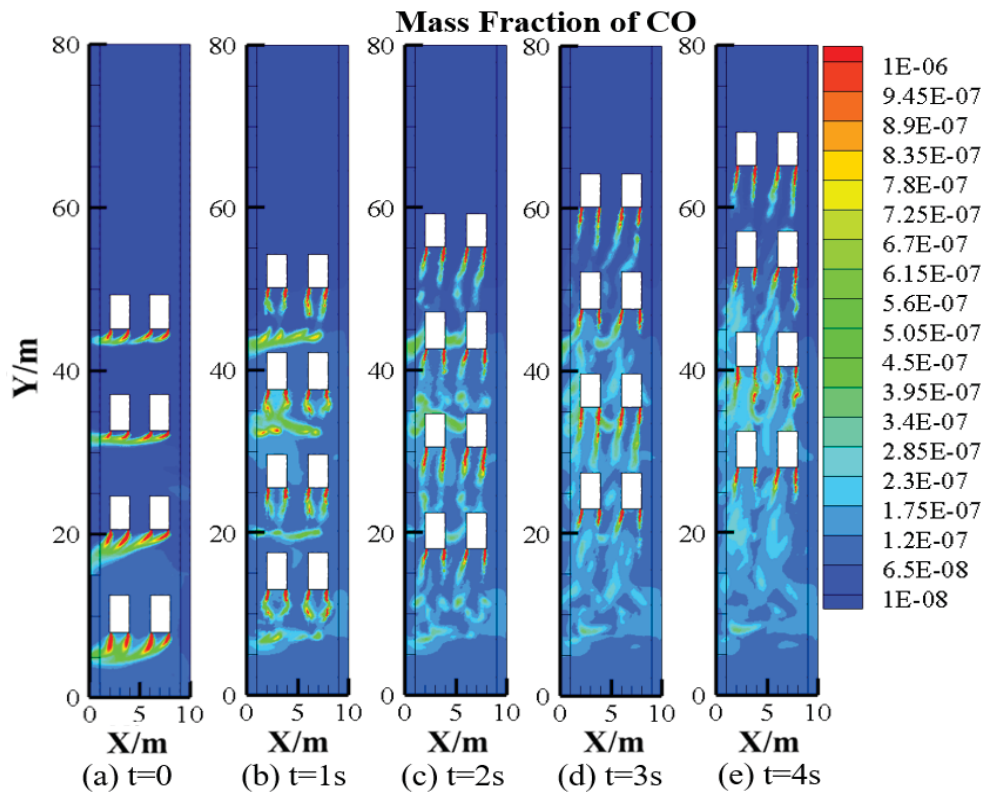 Mass Fraction of CO
80 80 80 80 80
60 60 60 60 60
40 40 40 40 40
20 20 20 20 20
0 0 0 0 0
Y/m
0 5 10 0 5 10 0 5 10 0 5 10 0 5 10
X/m X/m X/m X/m X/m
(a) t=0 (b) t=1s (c) t=2s (d) t=3s (e) t=4s
1E-06
9.45E-07
8.9E-07
8.35E-07
7.8E-07
7.25E-07
6.7E-07
6.15E-07
5.6E-07
5.05E-07
4.5E-07
3.95E-07
3.4E-07
2.85E-07
2.3E-07
1.75E-07
1.2E-07
6.5E-08
1E-08